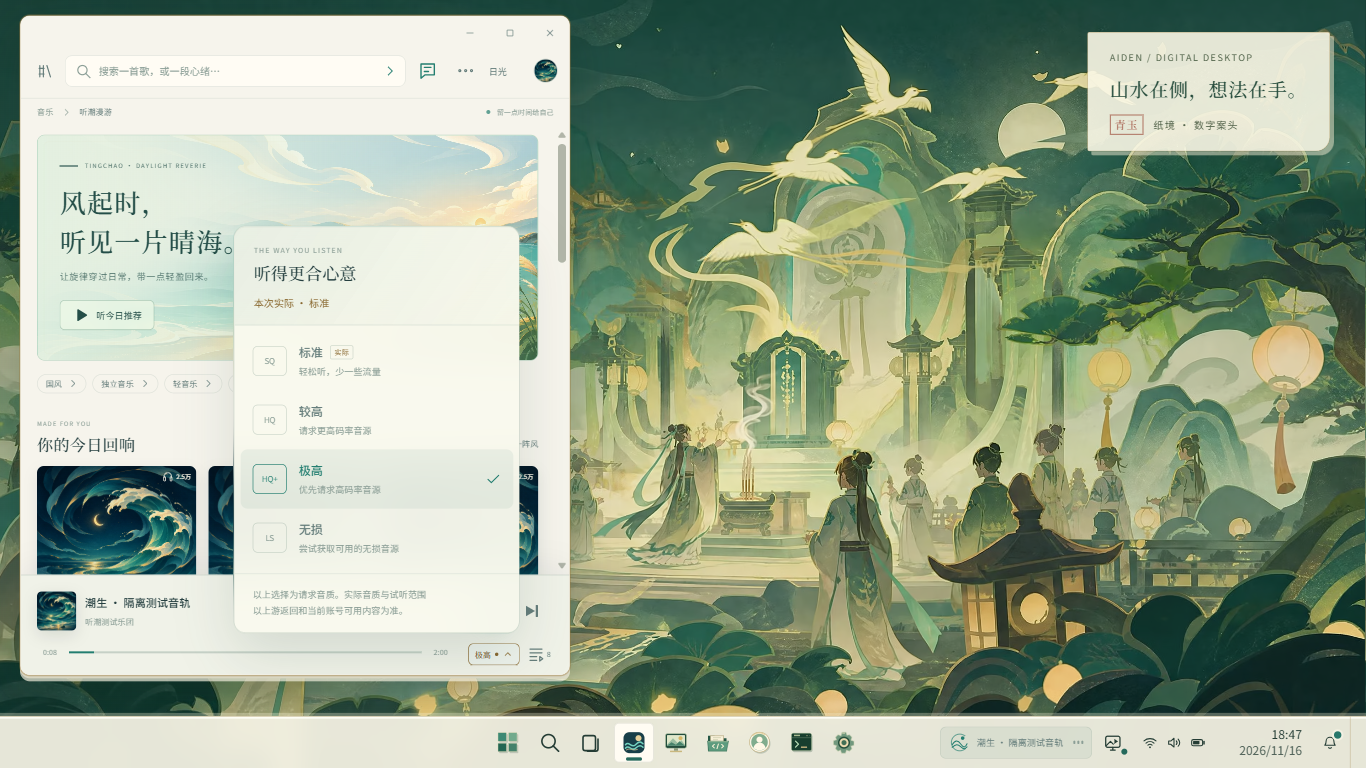 搜索一首歌，或一段心绪…
日光
音乐
听潮漫游
留一点时间给自己
TINGCHAO • DAYLIGHT REVERIE
风起时，
听见一片晴海。
让旋律穿过日常，带一点轻盈回来。
听今日推荐
国风
独立音乐
轻音乐
MADE FOR YOU
你的今日回响
2.5万
潮生 · 隔离测试音轨
听潮测试乐团
0:08
2:00
极高
8
THE WAY YOU LISTEN
听得更合心意
本次实际 · 标准
SQ
标准 实际
轻松听，少一些流量
HQ
较高
请求更高码率音源
HQ+
极高
优先请求高码率音源
LS
无损
尝试获取可用的无损音源
以上选择为请求音质。实际音质与试听范围
以上游返回和当前账号可用内容为准。
AIDEN / DIGITAL DESKTOP
山水在侧，想法在手。
青玉 纸境 · 数字案头
潮生 · 隔离测试音轨
18:47
2026/11/16